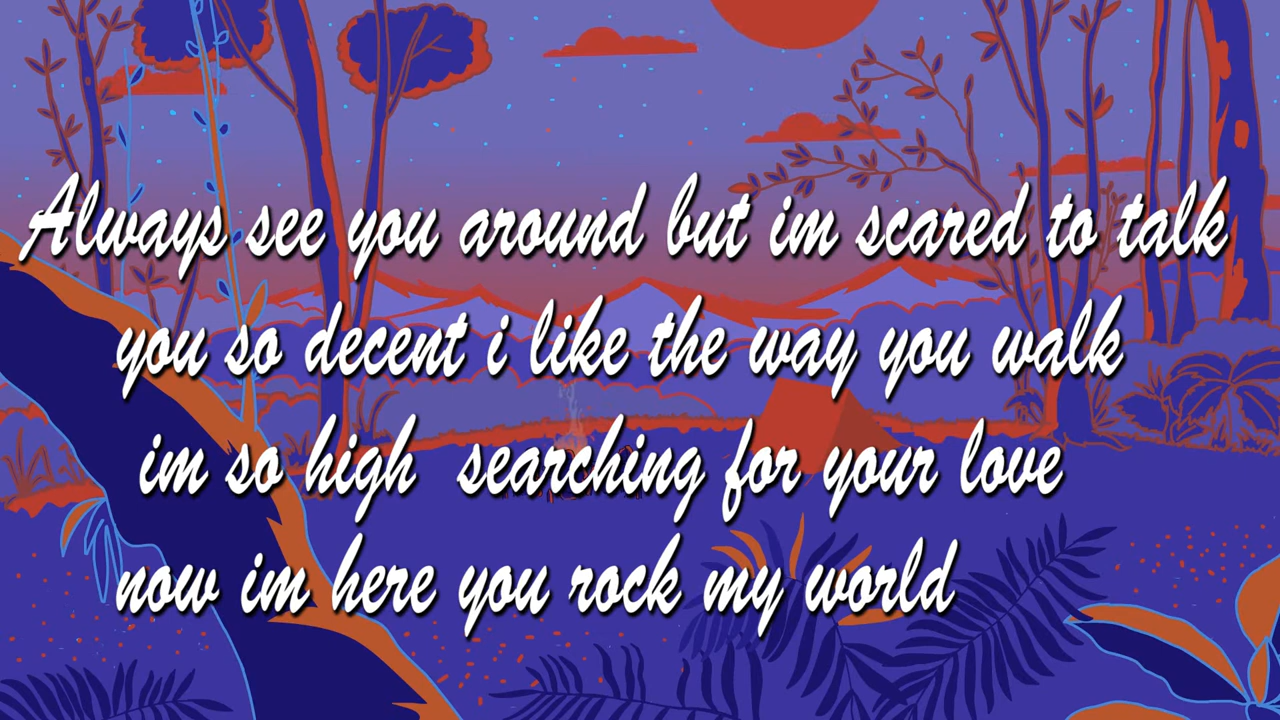 Always see you around but im scared to talk
you so decent i like the way you walk
im so high searching for your love
now im here you rock my world